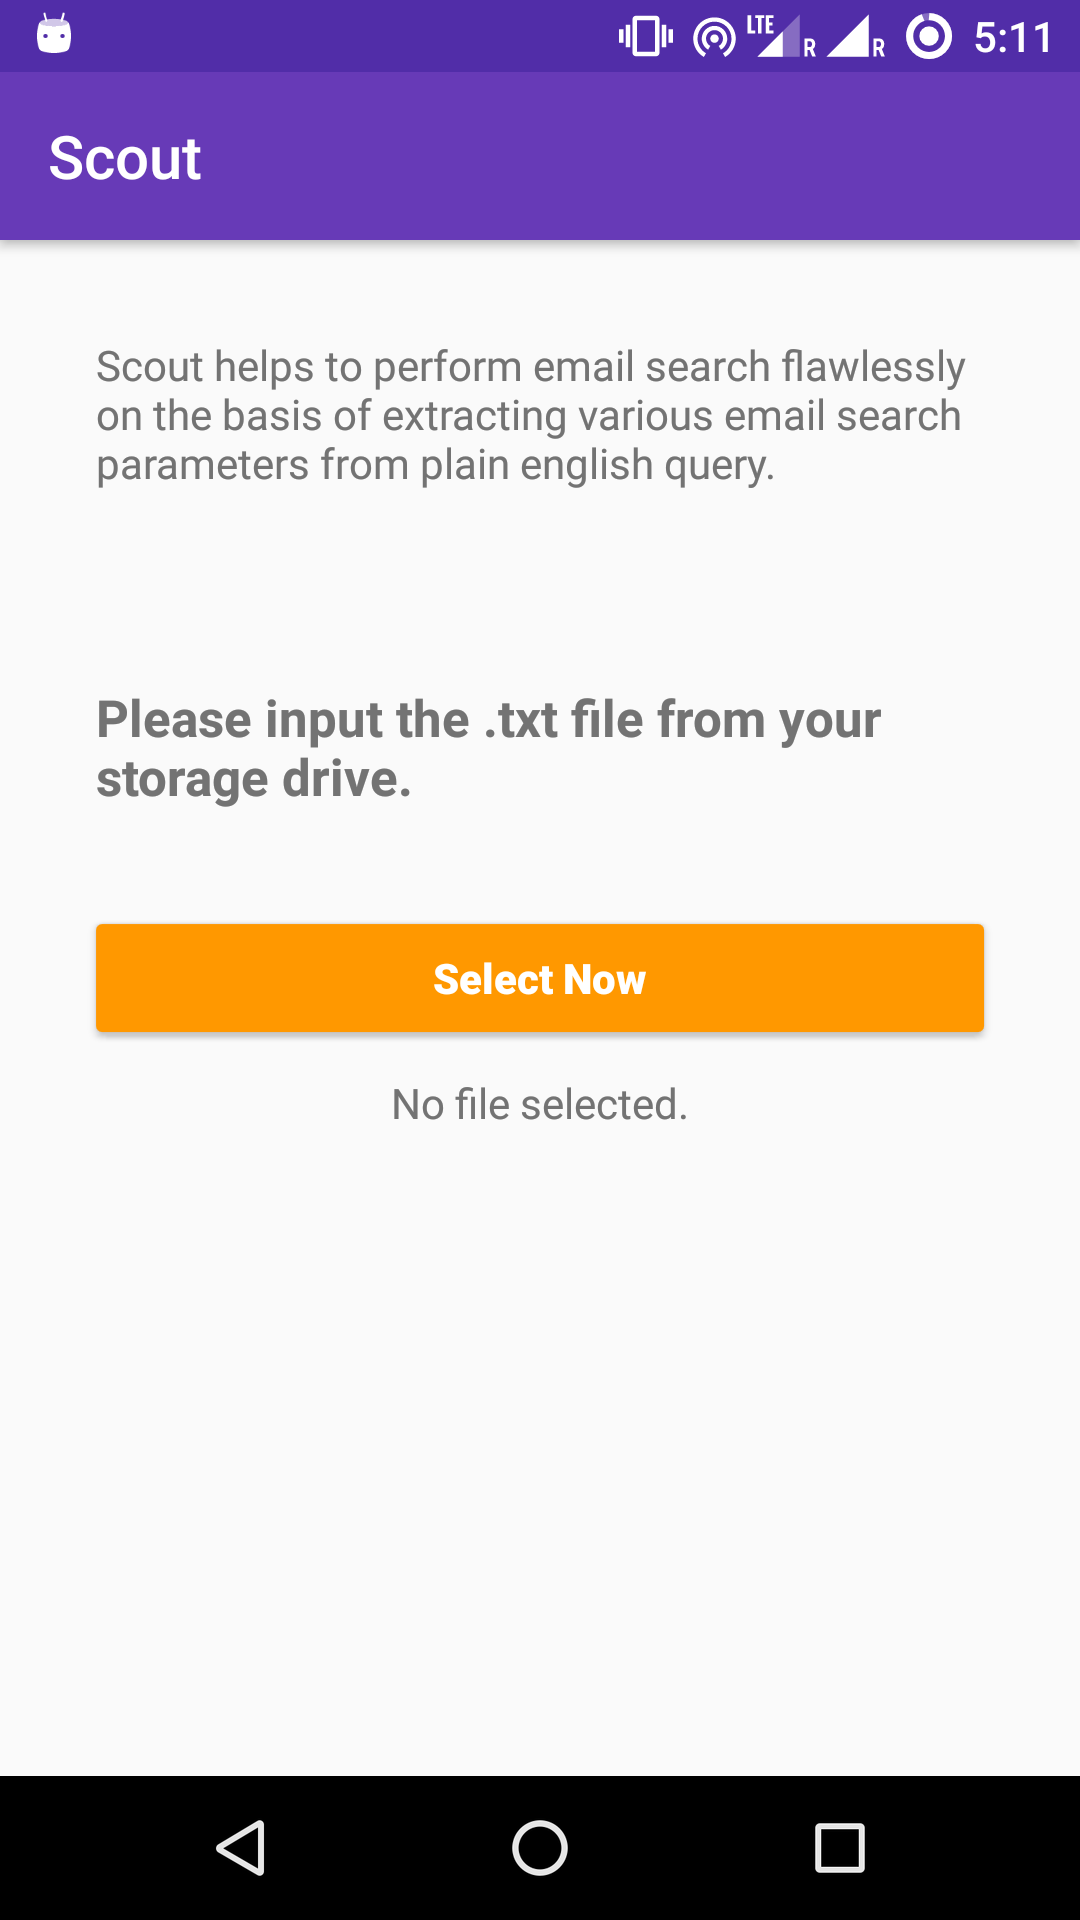 LTE R R 5:11
Scout
Scout helps to perform email search flawlessly
on the basis of extracting various email search
parameters from plain english query.
Please input the .txt file from your
storage drive.
Select Now
No file selected.